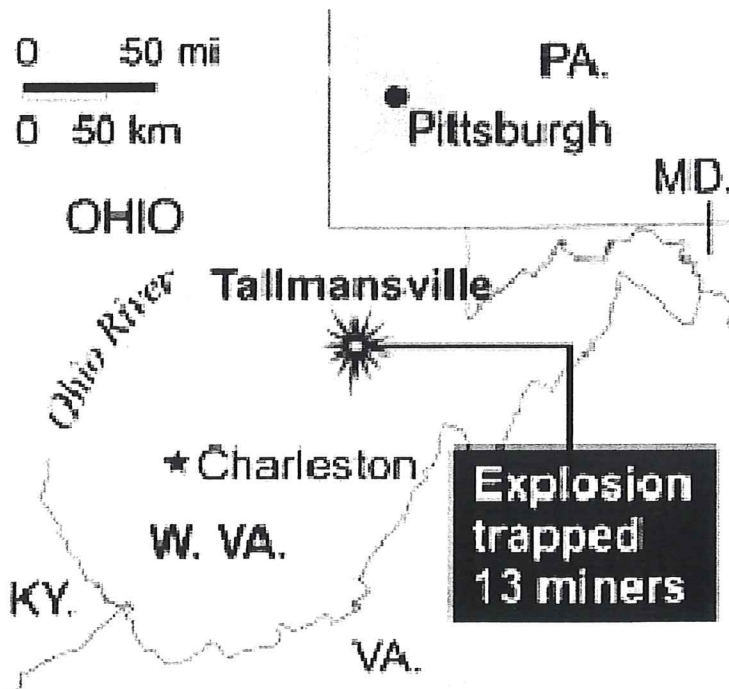 0 50 mi
0 50 km
PA.
Pittsburgh
MD.
OHIO
Tallmansville
Ohio River
Charleston
W. VA.
Explosion
trapped
13 miners
KY.
VA.